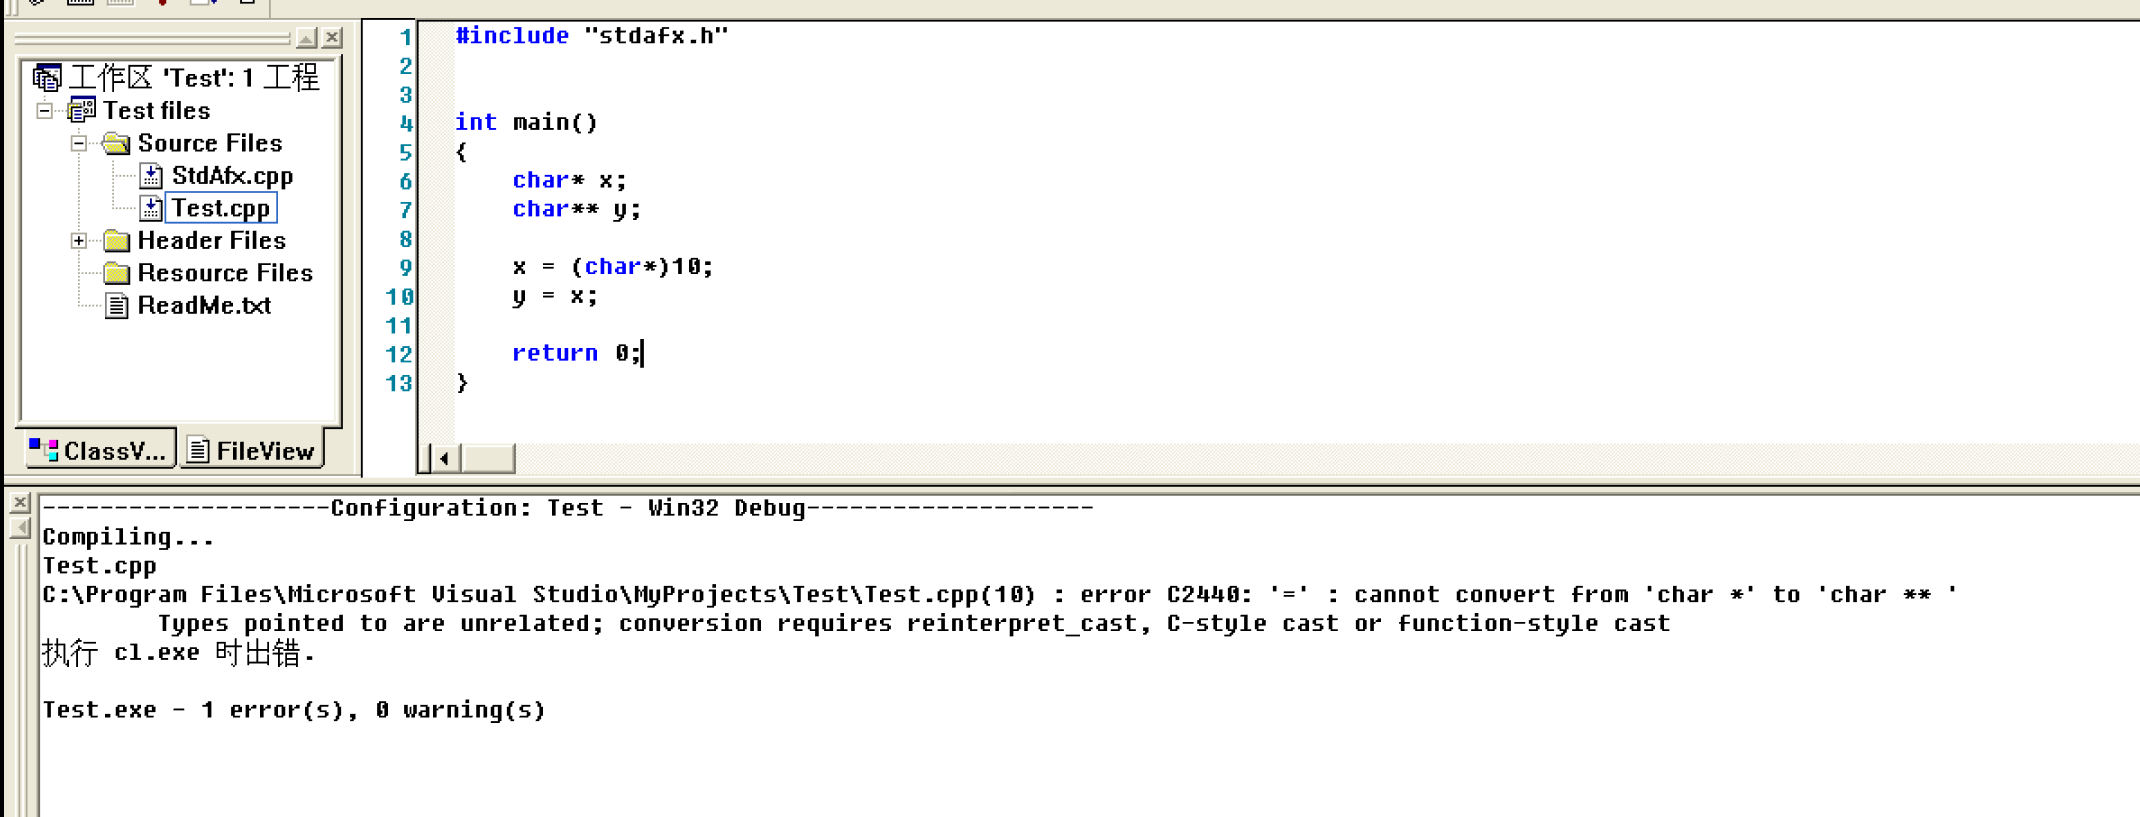 工作区 'Test': 1 工程
Test files
Source Files
StdAfx.cpp
Test.cpp
Header Files
Resource Files
ReadMe.txt
ClassV...
FileView
1 #include "stdafx.h"
2
3
4 int main()
5 {
6 char* x;
7 char** y;
8
9 x = (char*)10;
10 y = x;
11
12 return 0;
13 }
--------------------Configuration: Test - Win32 Debug--------------------
Compiling...
Test.cpp
C:\Program Files\Microsoft Visual Studio\MyProjects\Test\Test.cpp(10) : error C2440: '=' : cannot convert from 'char *' to 'char ** '
Types pointed to are unrelated; conversion requires reinterpret_cast, C-style cast or function-style cast
执行 cl.exe 时出错.
Test.exe - 1 error(s), 0 warning(s)